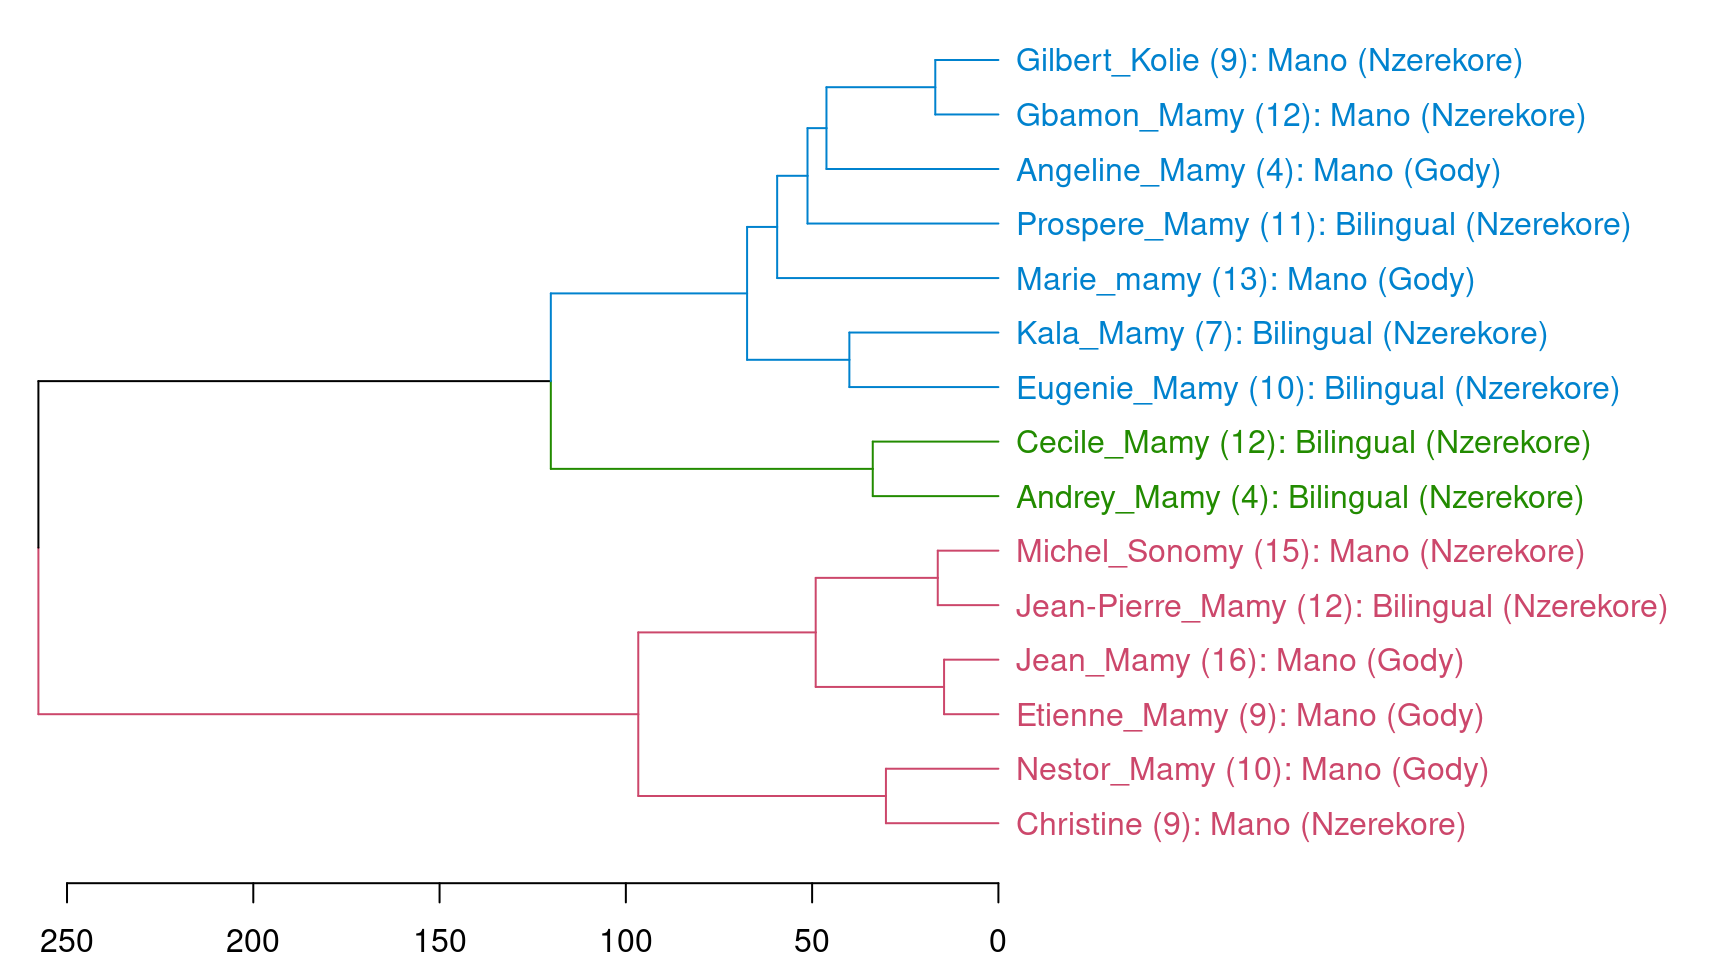 Gilbert_Kolie (9): Mano (Nzerekore)
Gbamon_Mamy (12): Mano (Nzerekore)
Angeline_Mamy (4): Mano (Gody)
Prospere_Mamy (11): Bilingual (Nzerekore)
Marie_mamy (13): Mano (Gody)
Kala_Mamy (7): Bilingual (Nzerekore)
Eugenie_Mamy (10): Bilingual (Nzerekore)
Cecile_Mamy (12): Bilingual (Nzerekore)
Andrey_Mamy (4): Bilingual (Nzerekore)
Michel_Sonomy (15): Mano (Nzerekore)
Jean-Pierre_Mamy (12): Bilingual (Nzerekore)
Jean_Mamy (16): Mano (Gody)
Etienne_Mamy (9): Mano (Gody)
Nestor_Mamy (10): Mano (Gody)
Christine (9): Mano (Nzerekore)
250 200 150 100 50 0